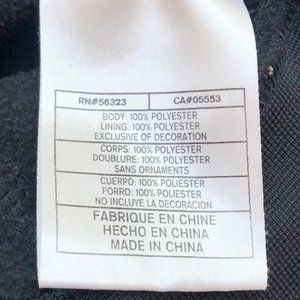 RN#56323 CA#05553
BODY: 100% POLYESTER
LINING: 100% POLYESTER
EXCLUSIVE OF DECORATION
CORPS: 100% POLYESTER
DOUBLURE: 100% POLYESTER
SANS ORNAMENTS
CUERPO: 100% POLIESTER
FORRO: 100% POLIESTER
NO INCLUYE LA DECORACION
FABRIQUE EN CHINE
HECHO EN CHINA
MADE IN CHINA